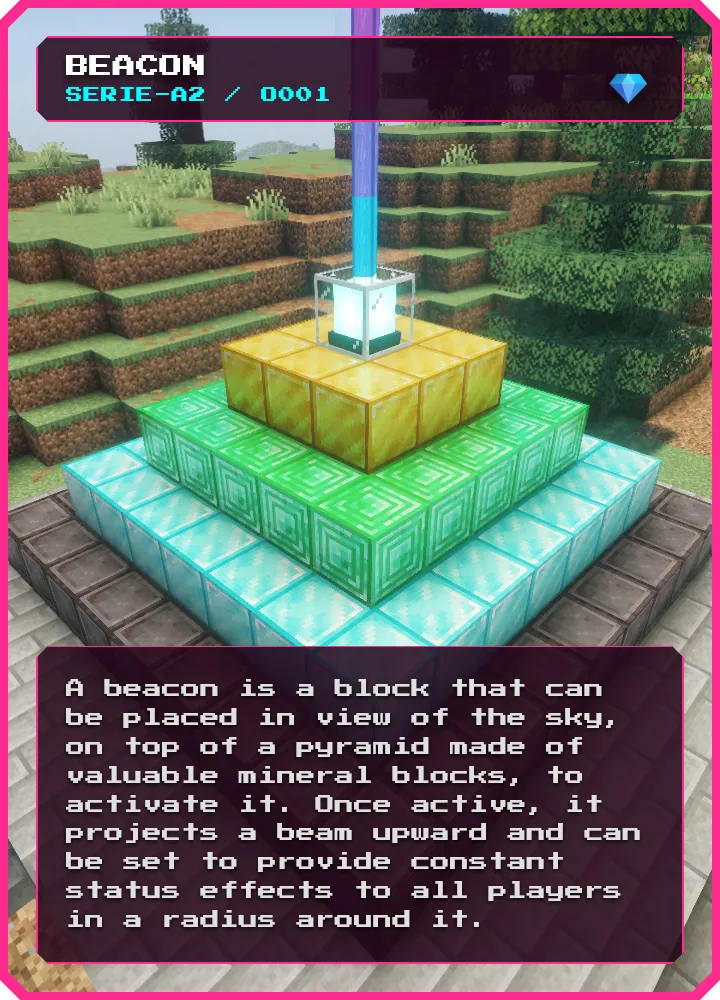 BEACON
SERIE-A2 / 0001
A beacon is a block that can
be placed in view of the sky,
on top of a pyramid made of
valuable mineral blocks, to
activate it. Once active, it
projects a beam upward and can
be set to provide constant
status effects to all players
in a radius around it.